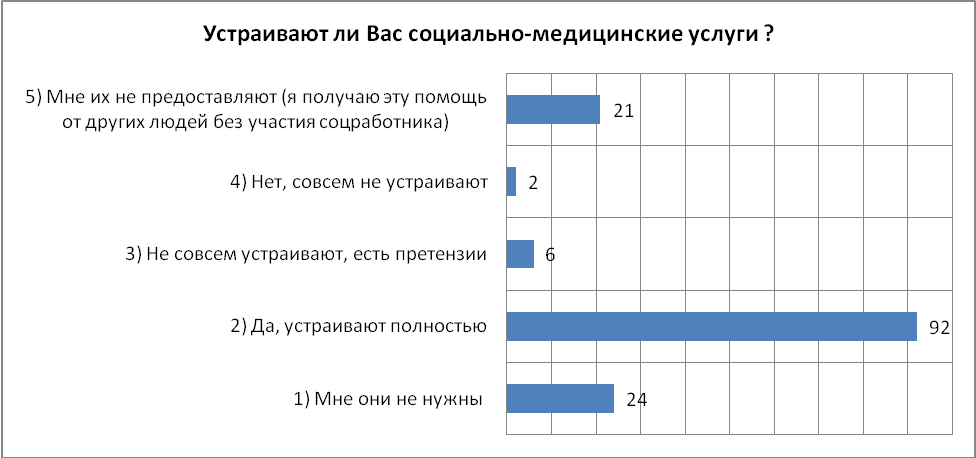 Устраивают ли Вас социально-медицинские услуги ?
5) Мне их не предоставляют (я получаю эту помощь
от других людей без участия соцработника)
21
4) Нет, совсем не устраивают
2
3) Не совсем устраивают, есть претензии
6
2) Да, устраивают полностью
92
1) Мне они не нужны
24